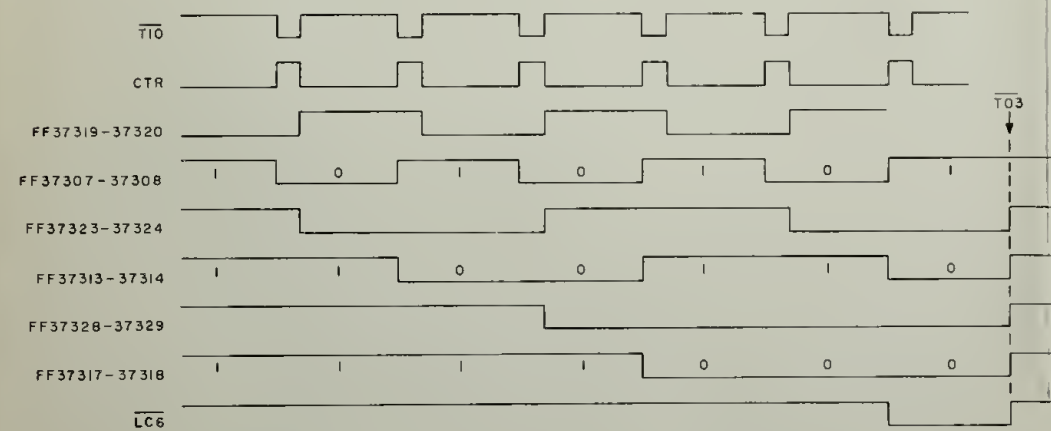 T10
CTR
T03
FF37319-37320
FF37307-37308
1 0 1 0 1 0 1
FF37323-37324
FF37313-37314
1 1 0 0 1 1 0
FF37328-37329
FF37317-37318
1 1 1 1 0 0 0
LC6